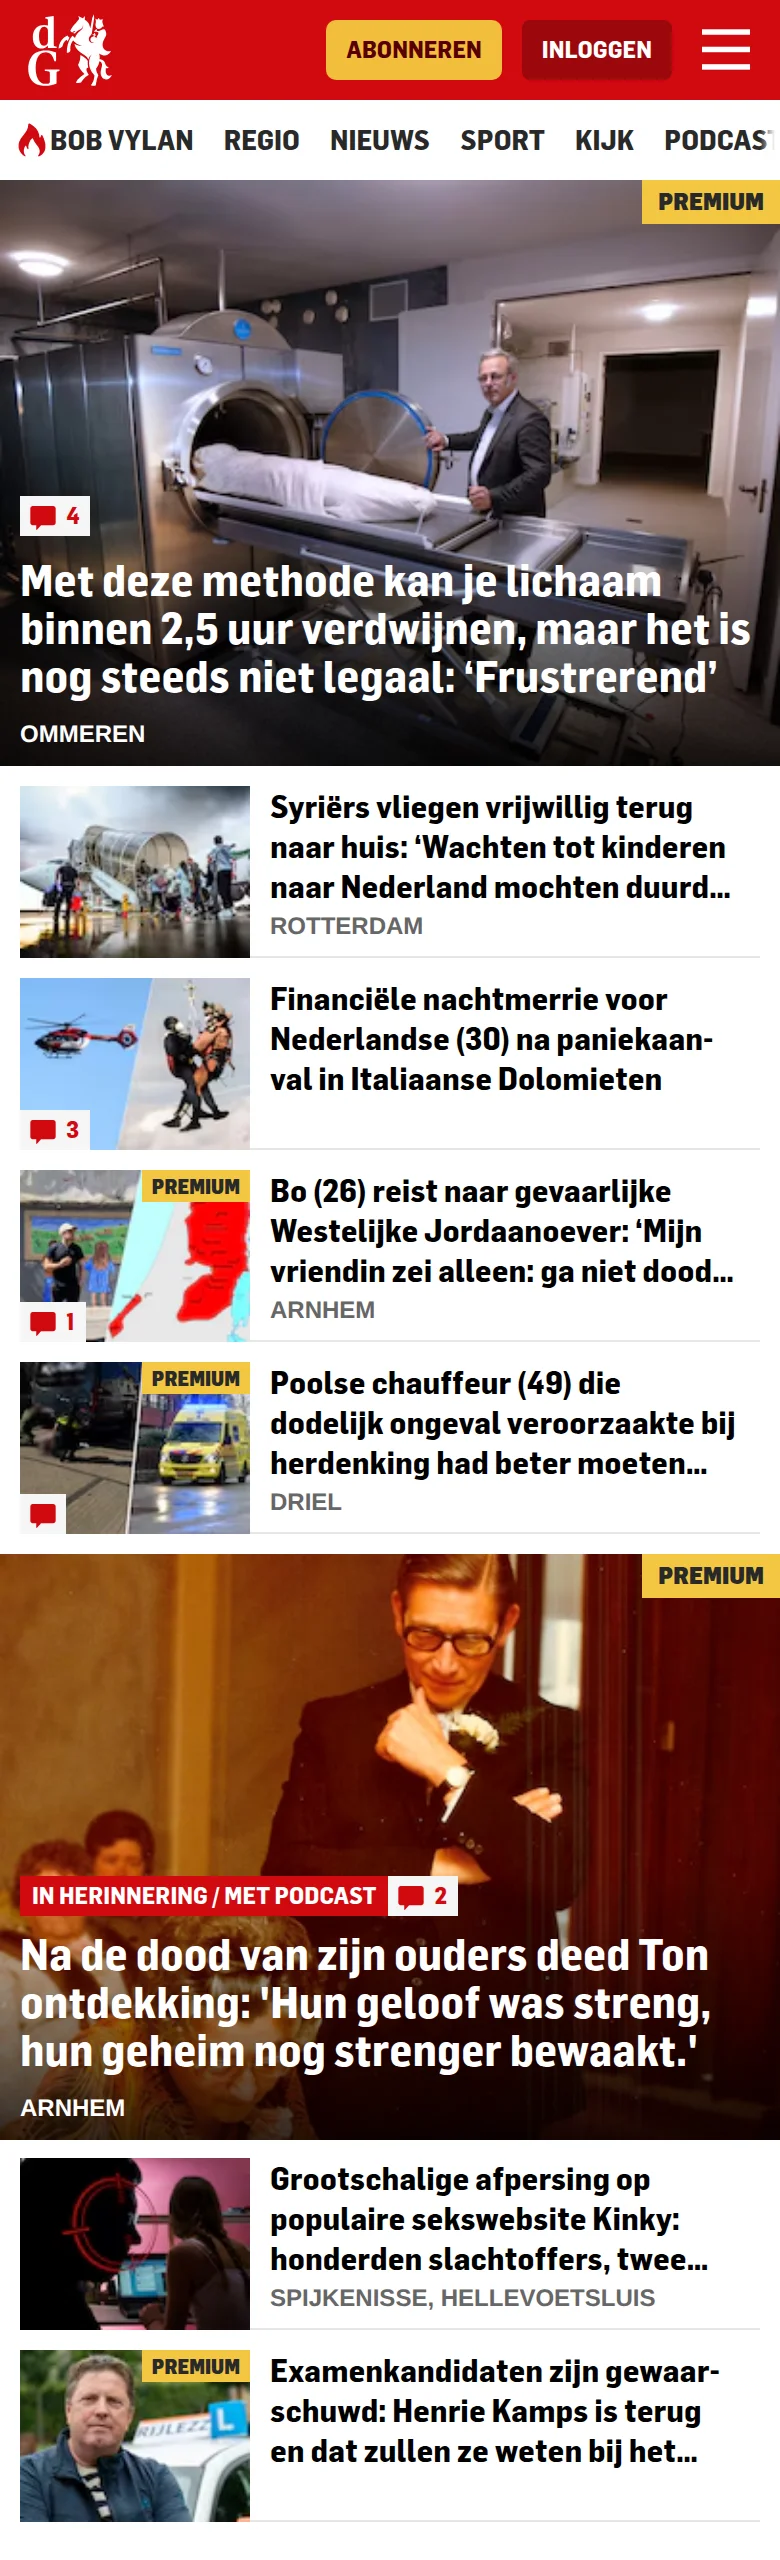 dG
ABONNEREN
INLOGGEN
BOB VYLAN
REGIO
NIEUWS
SPORT
KIJK
PODCAST
PREMIUM
4
Met deze methode kan je lichaam
binnen 2,5 uur verdwijnen, maar het is
nog steeds niet legaal: ‘Frustrerend’
OMMEREN
Syriërs vliegen vrijwillig terug
naar huis: ‘Wachten tot kinderen
naar Nederland mochten duurd...
ROTTERDAM
Financiële nachtmerrie voor
Nederlandse (30) na paniekaan-
val in Italiaanse Dolomieten
3
PREMIUM
Bo (26) reist naar gevaarlijke
Westelijke Jordaanoever: ‘Mijn
vriendin zei alleen: ga niet dood...
ARNHEM
1
PREMIUM
Poolse chauffeur (49) die
dodelijk ongeval veroorzaakte bij
herdenking had beter moeten...
DRIEL
PREMIUM
IN HERINNERING / MET PODCAST
2
Na de dood van zijn ouders deed Ton
ontdekking: 'Hun geloof was streng,
hun geheim nog strenger bewaakt.'
ARNHEM
Grootschalige afpersing op
populaire sekswebsite Kinky:
honderden slachtoffers, twee...
SPIJKENISSE, HELLEVOETSLUIS
PREMIUM
RIJLEZZ
L
Examenkandidaten zijn gewaar-
schuwd: Henrie Kamps is terug
en dat zullen ze weten bij het...